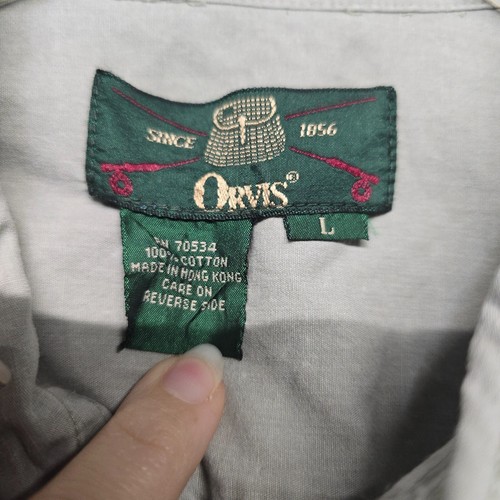 SINCE 1856
ORVIS®
L
RN 70534
100% COTTON
MADE IN HONG KONG
CARE ON
REVERSE SIDE